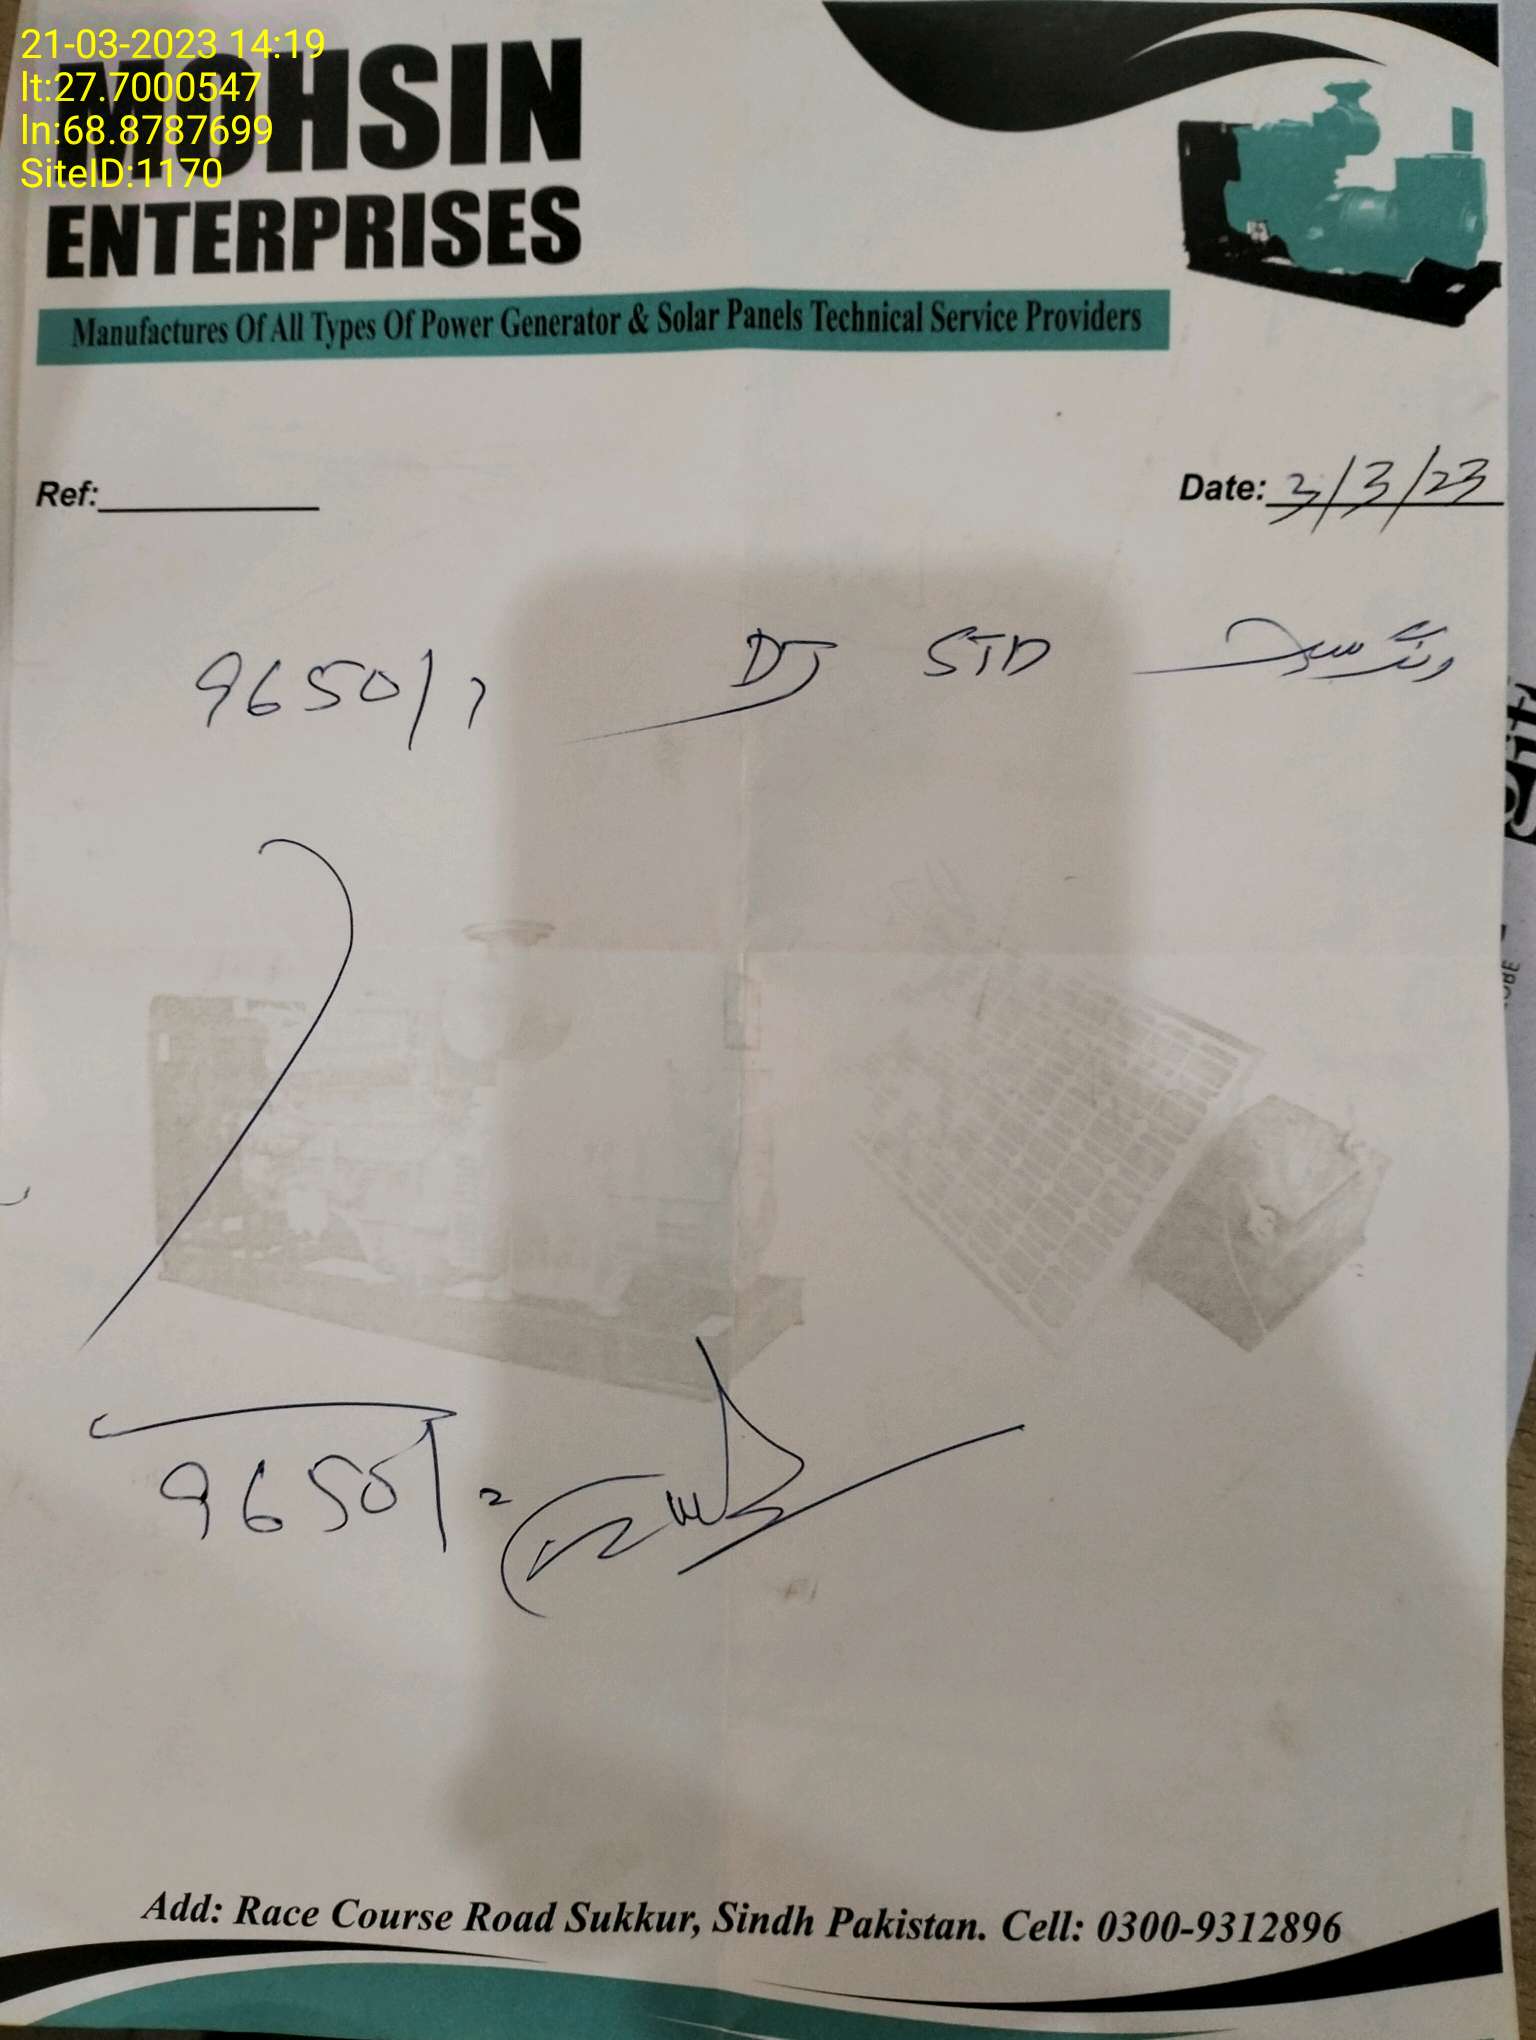 21-03-2023 14:19
lt:27.7000547
ln:68.8787699
SiteID:1170
MOHSIN
ENTERPRISES
Manufactures Of All Types Of Power Generator & Solar Panels Technical Service Providers
Ref:
Date: 3/3/23
9650/ DJ STD
9650/=
Add: Race Course Road Sukkur, Sindh Pakistan. Cell: 0300-9312896